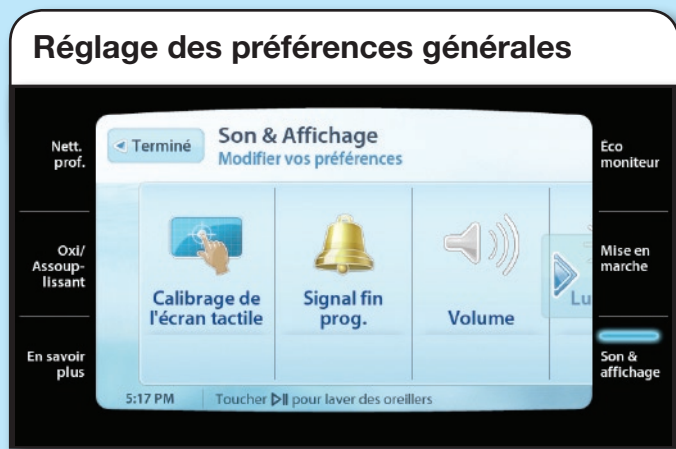 Réglage des préférences générales
Nett.
prof.
Oxi/
Assoup-
lissant
En savoir
plus
Terminé
Son & Affichage
Modifier vos préférences
Calibrage de
l'écran tactile
Signal fin
prog.
Volume
Lu
5:17 PM
Toucher ▷II pour laver des oreillers
Éco
moniteur
Mise en
marche
Son &
affichage